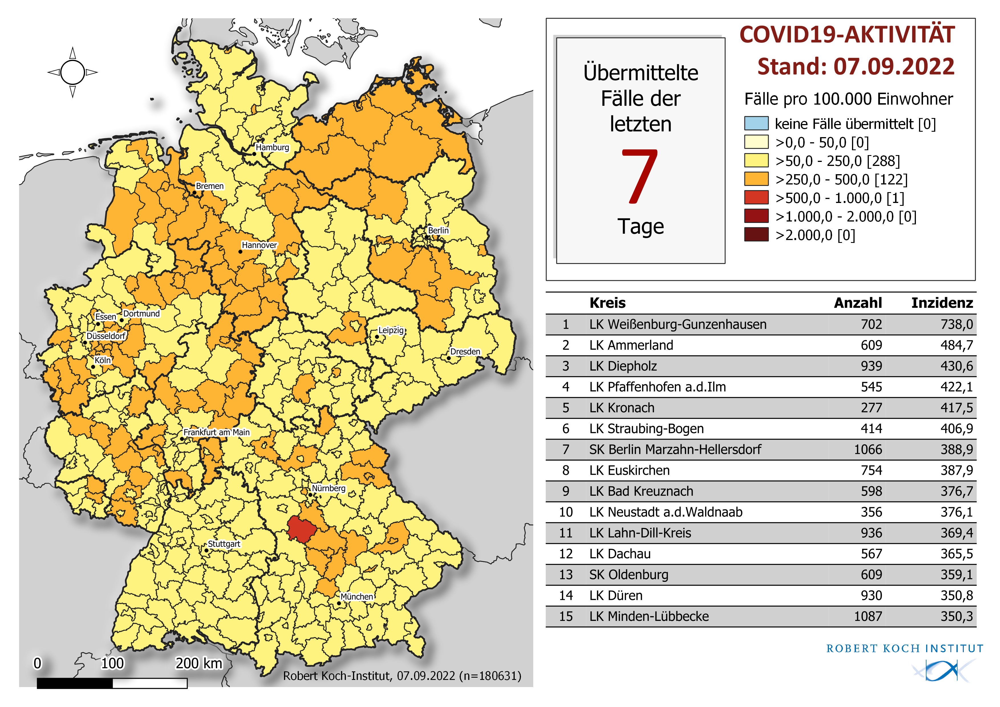 COVID19-AKTIVITÄT
Stand: 07.09.2022
Übermittelte
Fälle der
letzten
7
Tage
Fälle pro 100.000 Einwohner
keine Fälle übermittelt [0]
>0,0 - 50,0 [0]
>50,0 - 250,0 [288]
>250,0 - 500,0 [122]
>500,0 - 1.000,0 [1]
>1.000,0 - 2.000,0 [0]
>2.000,0 [0]
Hamburg
Bremen
Berlin
Hannover
Essen
Dortmund
Düsseldorf
Leipzig
Dresden
Köln
Frankfurt am Main
Nürnberg
Stuttgart
München
0 100 200 km
Robert Koch-Institut, 07.09.2022 (n=180631)
Kreis Anzahl Inzidenz
1 LK Weißenburg-Gunzenhausen 702 738,0
2 LK Ammerland 609 484,7
3 LK Diepholz 939 430,6
4 LK Pfaffenhofen a.d.Ilm 545 422,1
5 LK Kronach 277 417,5
6 LK Straubing-Bogen 414 406,9
7 SK Berlin Marzahn-Hellersdorf 1066 388,9
8 LK Euskirchen 754 387,9
9 LK Bad Kreuznach 598 376,7
10 LK Neustadt a.d.Waldnaab 356 376,1
11 LK Lahn-Dill-Kreis 936 369,4
12 LK Dachau 567 365,5
13 SK Oldenburg 609 359,1
14 LK Düren 930 350,8
15 LK Minden-Lübbecke 1087 350,3
ROBERT KOCH INSTITUT